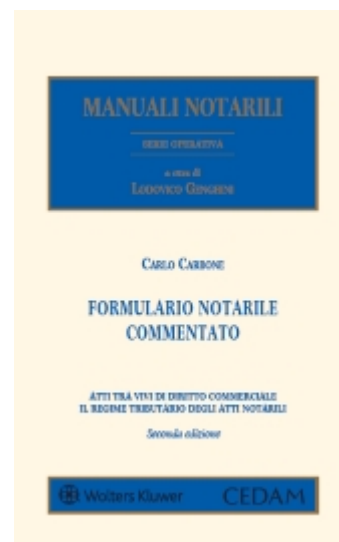 MANUALI NOTARILI
SERIE OPERATIVA
a cura di
LODOVICO GENGHINI
CARLO CARBONE
FORMULARIO NOTARILE
COMMENTATO
ATTI TRA VIVI DI DIRITTO COMMERCIALE
IL REGIME TRIBUTARIO DEGLI ATTI NOTARILI
Seconda edizione
Wolters Kluwer CEDAM